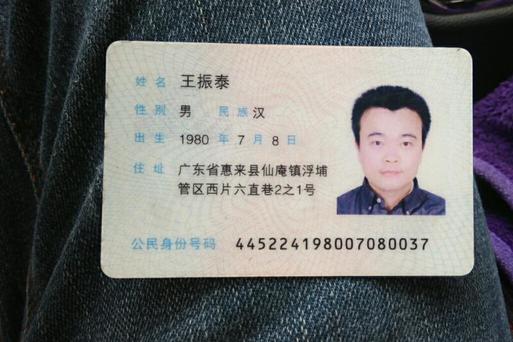 姓名 王振泰
性别 男 民族 汉
出生 1980 年 7 月 8 日
住址 广东省惠来县仙庵镇浮埔
管区西片六直巷2之1号
公民身份号码 445224198007080037